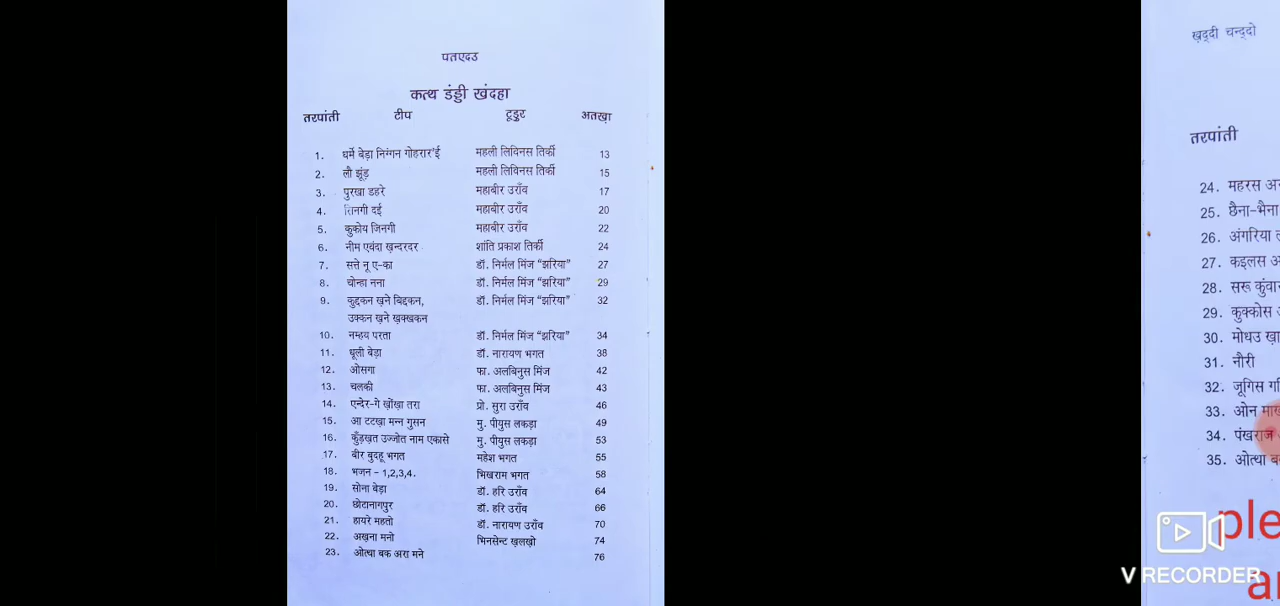 पतएदउ
कत्थ डंड्डी खंदहा
तरपांती टीप टूड़ुर अतख़ा
1. धर्मे बेड़ा निंग्गन गोहरार'ई महली लिविनस तिर्की 13
2. लौ झूंड़ महली लिविनस तिर्की 15
3. पुरखा डहरे महाबीर उराँव 17
4. तिनगी दई महाबीर उराँव 20
5. कुकोय जिनगी महाबीर उराँव 22
6. नीम एवंदा ख़न्दरदर शांति प्रकाश तिर्की 24
7. सत्ते नू ए-का डॉ. निर्मल मिंज “झरिया” 27
8. चोन्हा नना डॉ. निर्मल मिंज “झरिया” 29
9. कुद्दकन ख़ने बिद्दकन, डॉ. निर्मल मिंज “झरिया” 32
उक्कन ख़ने ख़क्खकन
10. नम्हय परता डॉ. निर्मल मिंज “झरिया” 34
11. धूली बेड़ा डॉ. नारायण भगत 38
12. ओसगा फा. अलबिनुस मिंज 42
13. चलकी फा. अलबिनुस मिंज 43
14. एन्देर-गे ख़ोंख़ा तरा प्रो. सुरा उराँव 46
15. आ टटख़ा मन्न गुसन मु. पीयुस लकड़ा 49
16. कुँड़ख़त उज्जोत नाम एकासे मु. पीयुस लकड़ा 53
17. बीर बुदहू भगत महेश भगत 55
18. भजन - 1,2,3,4. भिखराम भगत 58
19. सोना बेड़ा डॉ. हरि उराँव 64
20. छोटानागपुर डॉ. हरि उराँव 66
21. हायरे महतो डॉ. नारायण उराँव 70
22. अख़ना मनो भिनसेन्ट ख़लख़ो 74
23. ओत्था बक अरा मने 76
ख़द्दी चन्द्दो
तरपांती
24. महरस
25. छैना-भैना
26. अंगरिया
27. कइलस
28. सरू
29. कुक्कोस
30. मोधउ
31. नौरी
32. जूगिस
33. ओन
34. पंखराज
35. ओत्था
V RECORDER